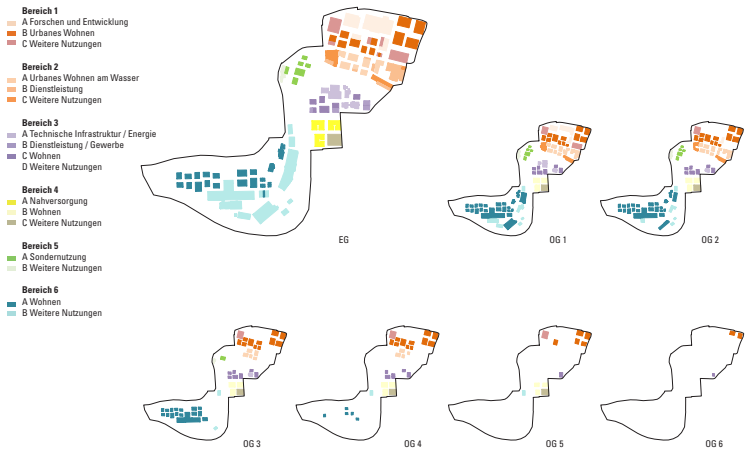 Bereich 1
A Forschen und Entwicklung
B Urbanes Wohnen
C Weitere Nutzungen
Bereich 2
A Urbanes Wohnen am Wasser
B Dienstleistung
C Weitere Nutzungen
Bereich 3
A Technische Infrastruktur / Energie
B Dienstleistung / Gewerbe
C Wohnen
D Weitere Nutzungen
Bereich 4
A Nahversorgung
B Wohnen
C Weitere Nutzungen
Bereich 5
A Sondernutzung
B Weitere Nutzungen
Bereich 6
A Wohnen
B Weitere Nutzungen
EG
OG 1
OG 2
OG 3
OG 4
OG 5
OG 6